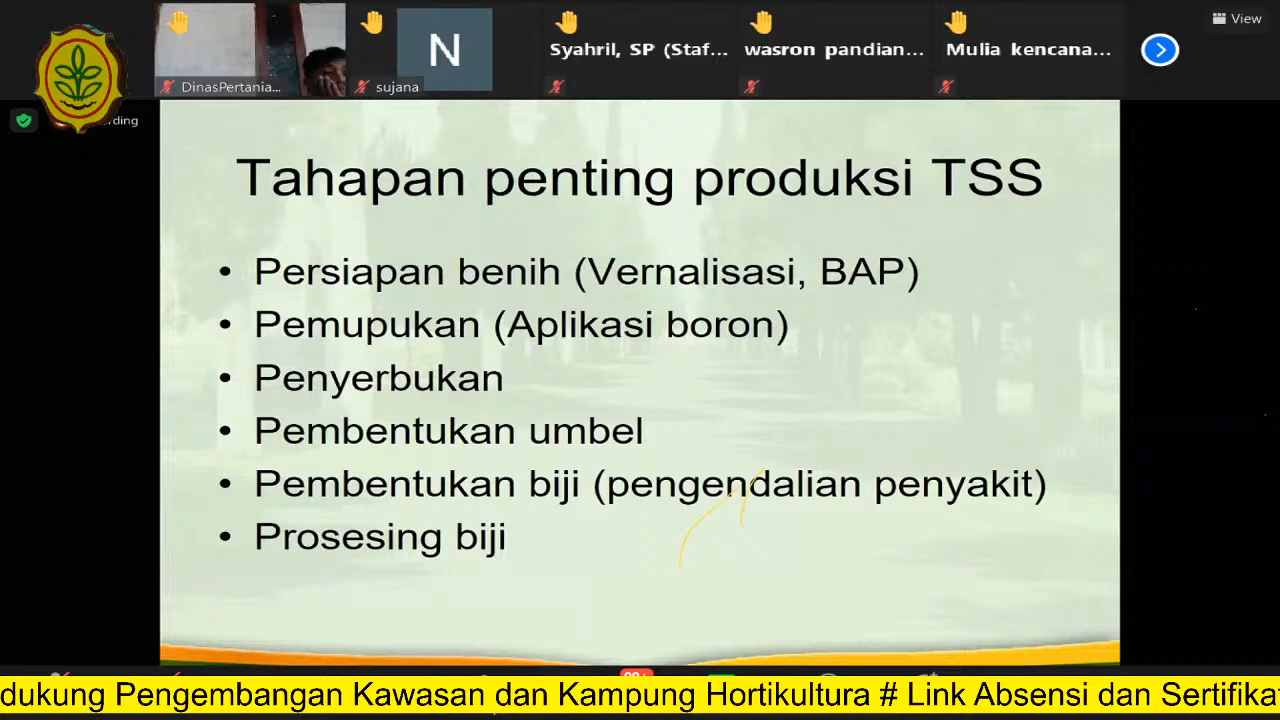 View
N
Syahril, SP (Staf...
wasron pandian...
Mulia kencana...
DinasPertania...
sujana
Tahapan penting produksi TSS
• Persiapan benih (Vernalisasi, BAP)
• Pemupukan (Aplikasi boron)
• Penyerbukan
• Pembentukan umbel
• Pembentukan biji (pengendalian penyakit)
• Prosesing biji
dukung Pengembangan Kawasan dan Kampung Hortikultura # Link Absensi dan Sertifika